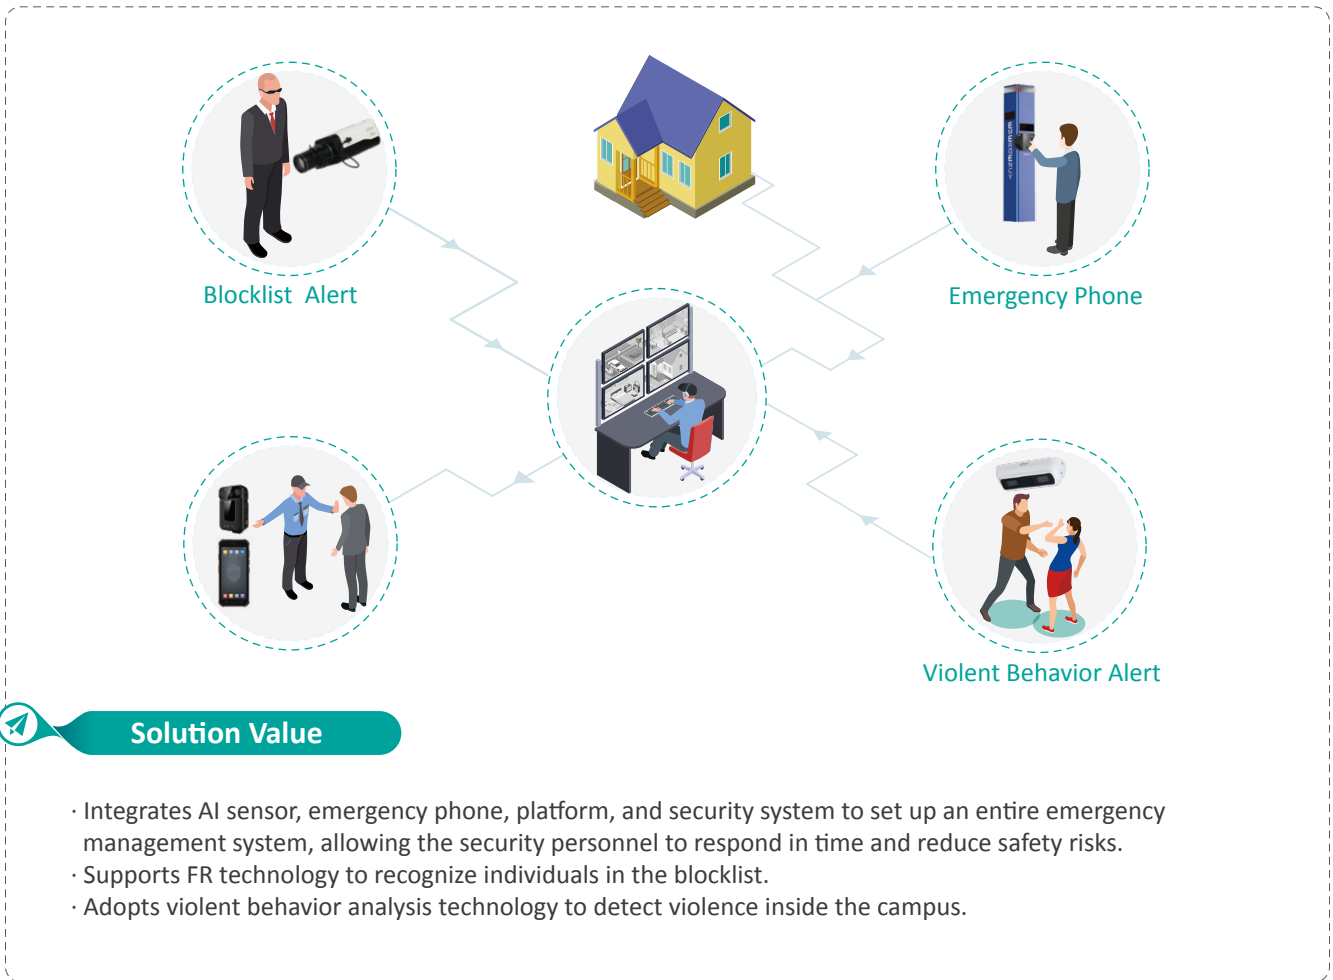 EMERGENCY
Blocklist Alert
Emergency Phone
Violent Behavior Alert
Solution Value
· Integrates AI sensor, emergency phone, platform, and security system to set up an entire emergency
management system, allowing the security personnel to respond in time and reduce safety risks.
· Supports FR technology to recognize individuals in the blocklist.
· Adopts violent behavior analysis technology to detect violence inside the campus.